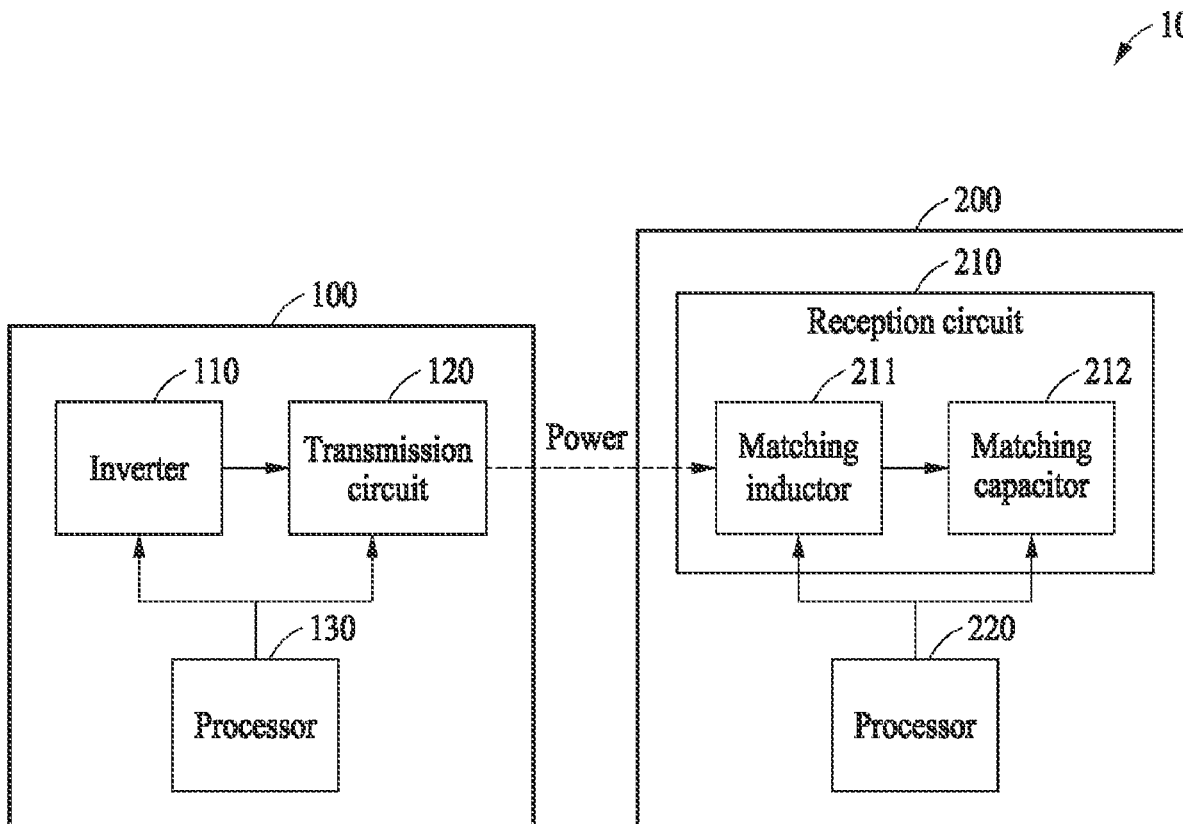 10
200
210
100
Reception circuit
110
120
211
212
Inverter
Transmission
circuit
Power
Matching
inductor
Matching
capacitor
130
220
Processor
Processor